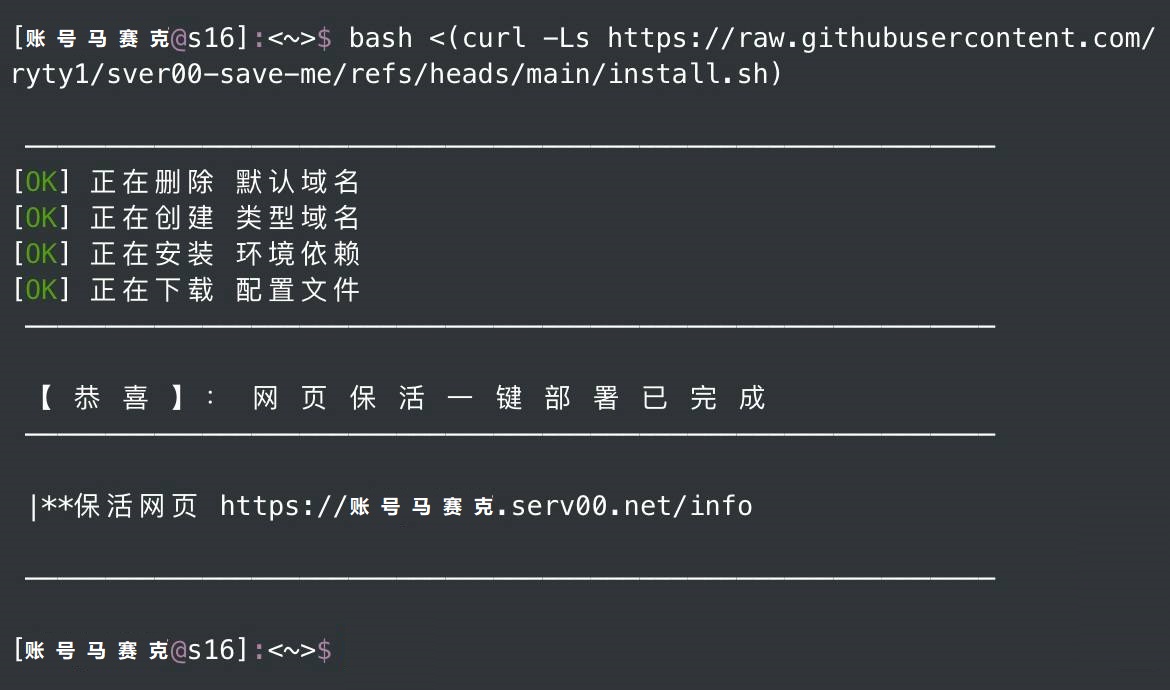 [账号马赛克@s16]:<~>$ bash <(curl -Ls https://raw.githubusercontent.com/
ryty1/sver00-save-me/refs/heads/main/install.sh)
[OK] 正在删除 默认域名
[OK] 正在创建 类型域名
[OK] 正在安装 环境依赖
[OK] 正在下载 配置文件
【 恭 喜 】： 网 页 保 活 一 键 部 署 已 完 成
|**保活网页 https://账号马赛克.serv00.net/info
[账号马赛克@s16]:<~>$